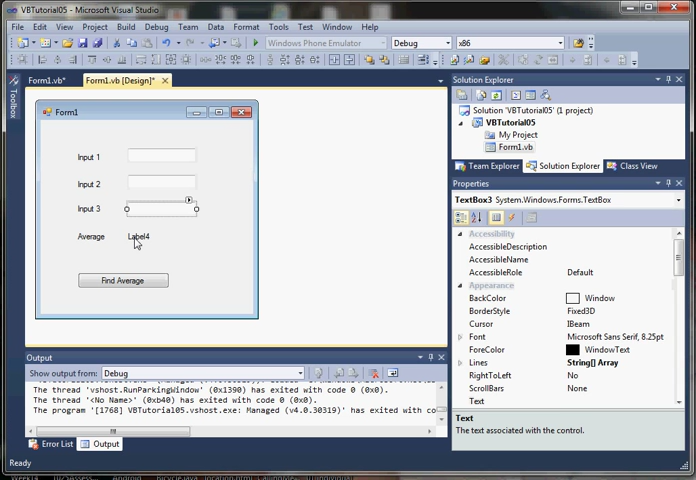 VBTutorial05 - Microsoft Visual Studio
File Edit View Project Build Debug Team Data Format Tools Test Window Help
Windows Phone Emulator Debug x86
Form1.vb* Form1.vb [Design]*
Toolbox
Form1
Input 1
Input 2
Input 3
Average Label4
Find Average
Solution Explorer
Solution 'VBTutorial05' (1 project)
VBTutorial05
My Project
Form1.vb
Team Explorer Solution Explorer Class View
Properties
TextBox3 System.Windows.Forms.TextBox
Accessibility
AccessibleDescription
AccessibleName
AccessibleRole Default
Appearance
BackColor Window
BorderStyle Fixed3D
Cursor IBeam
Font Microsoft Sans Serif, 8.25pt
ForeColor WindowText
Lines String[] Array
RightToLeft No
ScrollBars None
Text
Text
The text associated with the control.
Output
Show output from: Debug
The thread 'vshost.RunParkingWindow' (0x1390) has exited with code 0 (0x0).
The thread '<No Name>' (0xb40) has exited with code 0 (0x0).
The program '[1768] VBTutorial05.vshost.exe: Managed (v4.0.30319)' has exited with co
Error List Output
Ready